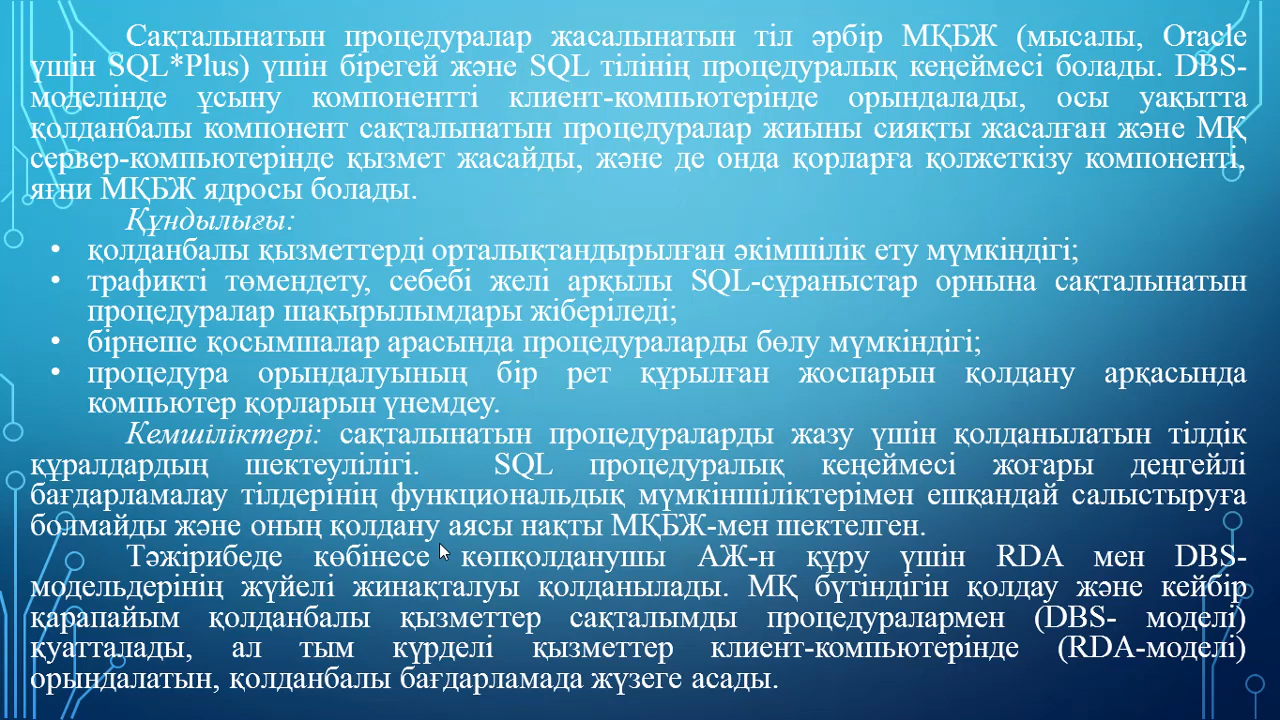 Сақталынатын процедуралар жасалынатын тіл әрбір МҚБЖ (мысалы, Oracle
үшін SQL*Plus) үшін бірегей және SQL тілінің процедуралық кеңеймесі болады. DBS-
моделінде ұсыну компонентті клиент-компьютерінде орындалады, осы уақытта
қолданбалы компонент сақталынатын процедуралар жиыны сияқты жасалған және МҚ
сервер-компьютерінде қызмет жасайды, және де онда қорларға қолжеткізу компоненті,
яғни МҚБЖ ядросы болады.
Құндылығы:
• қолданбалы қызметтерді орталықтандырылған әкімшілік ету мүмкіндігі;
• трафикті төмендету, себебі желі арқылы SQL-сұраныстар орнына сақталынатын
процедуралар шақырылымдары жіберіледі;
• бірнеше қосымшалар арасында процедураларды бөлу мүмкіндігі;
• процедура орындалуының бір рет құрылған жоспарын қолдану арқасында
компьютер қорларын үнемдеу.
Кемшіліктері: сақталынатын процедураларды жазу үшін қолданылатын тілдік
құралдардың шектеулілігі. SQL процедуралық кеңеймесі жоғары деңгейлі
бағдарламалау тілдерінің функциональдық мүмкіншіліктерімен ешқандай салыстыруға
болмайды және оның қолдану аясы нақты МҚБЖ-мен шектелген.
Тәжірибеде көбінесе көпқолданушы АЖ-н құру үшін RDA мен DBS-
модельдерінің жүйелі жинақталуы қолданылады. МҚ бүтіндігін қолдау және кейбір
қарапайым қолданбалы қызметтер сақталымды процедуралармен (DBS- моделі)
қуатталады, ал тым күрделі қызметтер клиент-компьютерінде (RDA-моделі)
орындалатын, қолданбалы бағдарламада жүзеге асады.